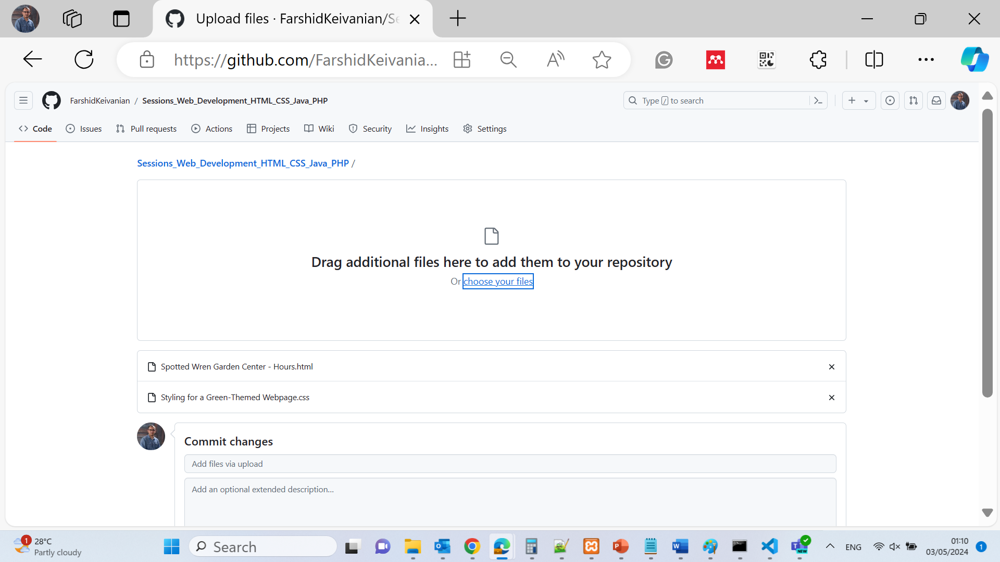 Upload files · FarshidKeivanian/Se
https://github.com/FarshidKeivania...
FarshidKeivanian / Sessions_Web_Development_HTML_CSS_Java_PHP
Type / to search
Code Issues Pull requests Actions Projects Wiki Security Insights Settings
Sessions_Web_Development_HTML_CSS_Java_PHP /
Drag additional files here to add them to your repository
Or choose your files
Spotted Wren Garden Center - Hours.html
Styling for a Green-Themed Webpage.css
Commit changes
Add files via upload
Add an optional extended description...
1
28°C
Partly cloudy
Search
NEW
ENG
01:10
03/05/2024
1